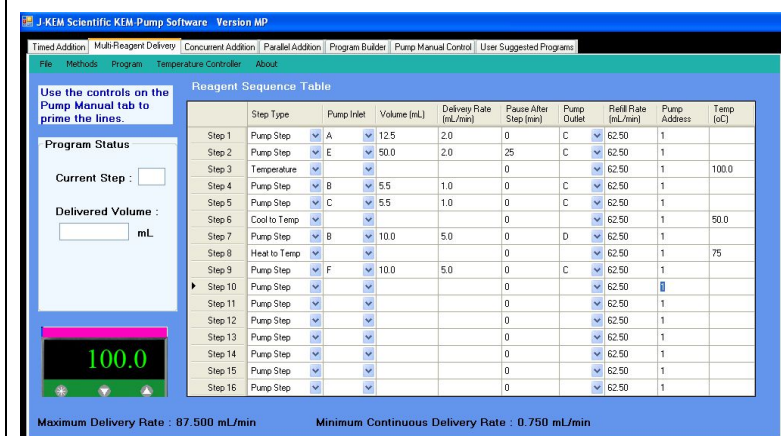 J-KEM Scientific KEM-Pump Software Version MP
Timed Addition Multi-Reagent Delivery Concurrent Addition Parallel Addition Program Builder Pump Manual Control User Suggested Programs
File Methods Program Temperature Controller About
Use the controls on the
Pump Manual tab to
prime the lines.
Program Status
Current Step :
Delivered Volume :
mL
100.0
Reagent Sequence Table
Step Type Pump Inlet Volume (mL) Delivery Rate (mL/min) Pause After Step (min) Pump Outlet Refill Rate (mL/min) Pump Address Temp (oC)
Step 1 Pump Step A 12.5 2.0 0 C 62.50 1
Step 2 Pump Step E 50.0 2.0 25 C 62.50 1
Step 3 Temperature 0 62.50 1 100.0
Step 4 Pump Step B 5.5 1.0 0 C 62.50 1
Step 5 Pump Step C 5.5 1.0 0 C 62.50 1
Step 6 Cool to Temp 0 62.50 1 50.0
Step 7 Pump Step B 10.0 5.0 0 D 62.50 1
Step 8 Heat to Temp 0 62.50 1 75
Step 9 Pump Step F 10.0 5.0 0 C 62.50 1
Step 10 Pump Step 0 62.50 1
Step 11 Pump Step 0 62.50 1
Step 12 Pump Step 0 62.50 1
Step 13 Pump Step 0 62.50 1
Step 14 Pump Step 0 62.50 1
Step 15 Pump Step 0 62.50 1
Step 16 Pump Step 0 62.50 1
Maximum Delivery Rate : 87.500 mL/min Minimum Continuous Delivery Rate : 0.750 mL/min